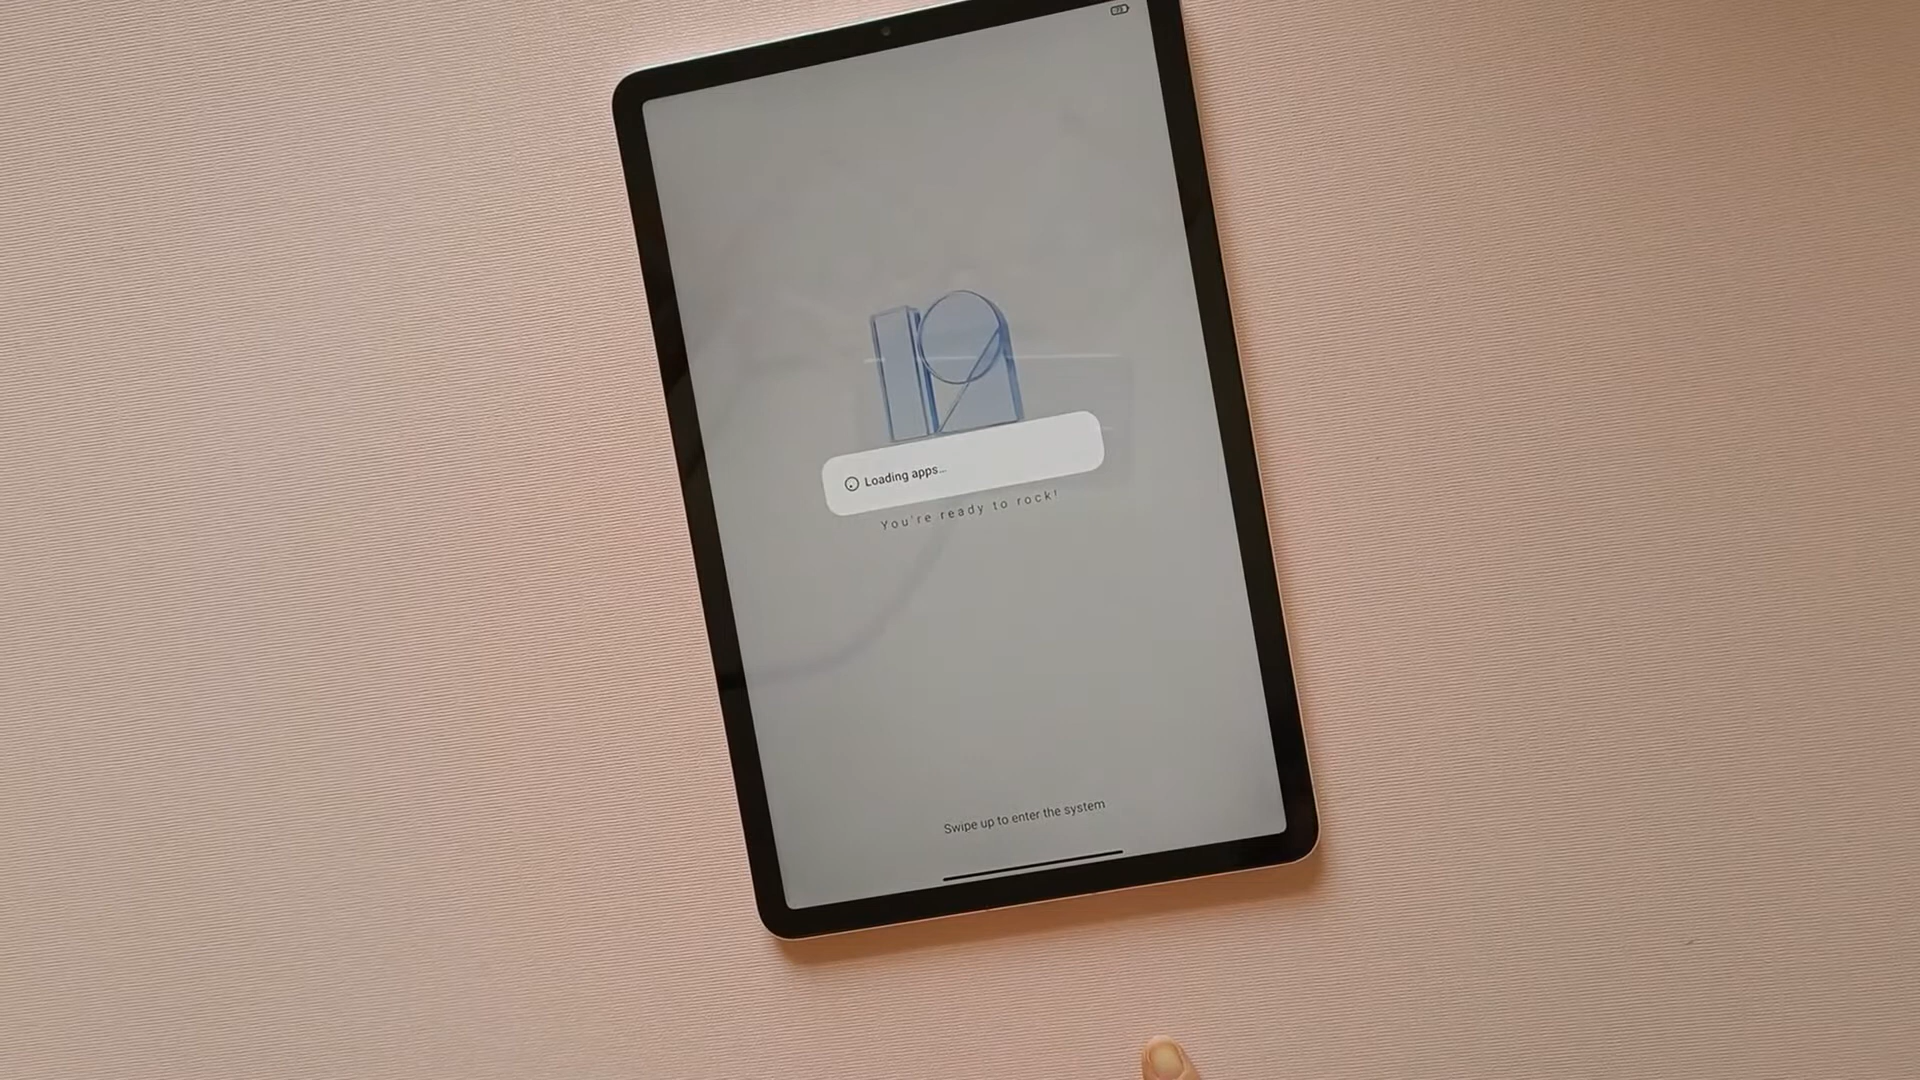 Loading apps...
You're ready to rock!
Swipe up to enter the system